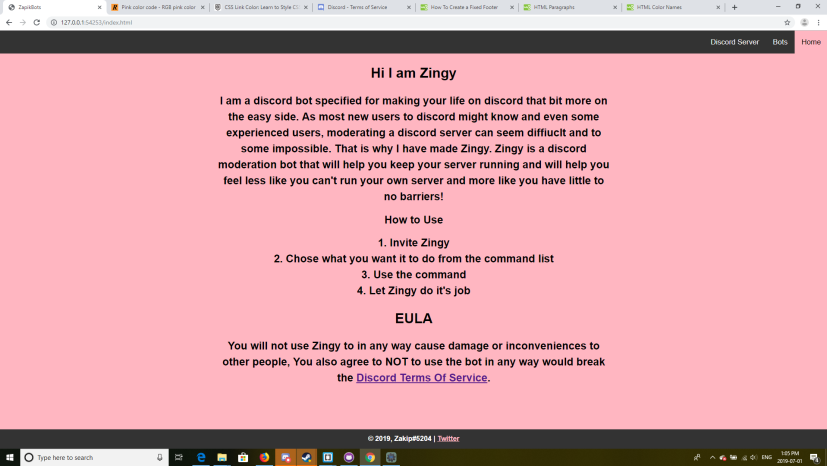 ZapikBots
Pink color code - RGB pink color
CSS Link Color: Learn to Style CS
Discord - Terms of Service
How To Create a Fixed Footer
HTML Paragraphs
HTML Color Names
127.0.0.1:54253/index.html
Discord Server Bots Home
Hi I am Zingy
I am a discord bot specified for making your life on discord that bit more on
the easy side. As most new users to discord might know and even some
experienced users, moderating a discord server can seem diffiuclt and to
some impossible. That is why I have made Zingy. Zingy is a discord
moderation bot that will help you keep your server running and will help you
feel less like you can't run your own server and more like you have little to
no barriers!
How to Use
1. Invite Zingy
2. Chose what you want it to do from the command list
3. Use the command
4. Let Zingy do it's job
EULA
You will not use Zingy to in any way cause damage or inconveniences to
other people, You also agree to NOT to use the bot in any way would break
the Discord Terms Of Service.
© 2019, Zakip#5204 | Twitter
Type here to search
ENG
1:05 PM
2019-07-01